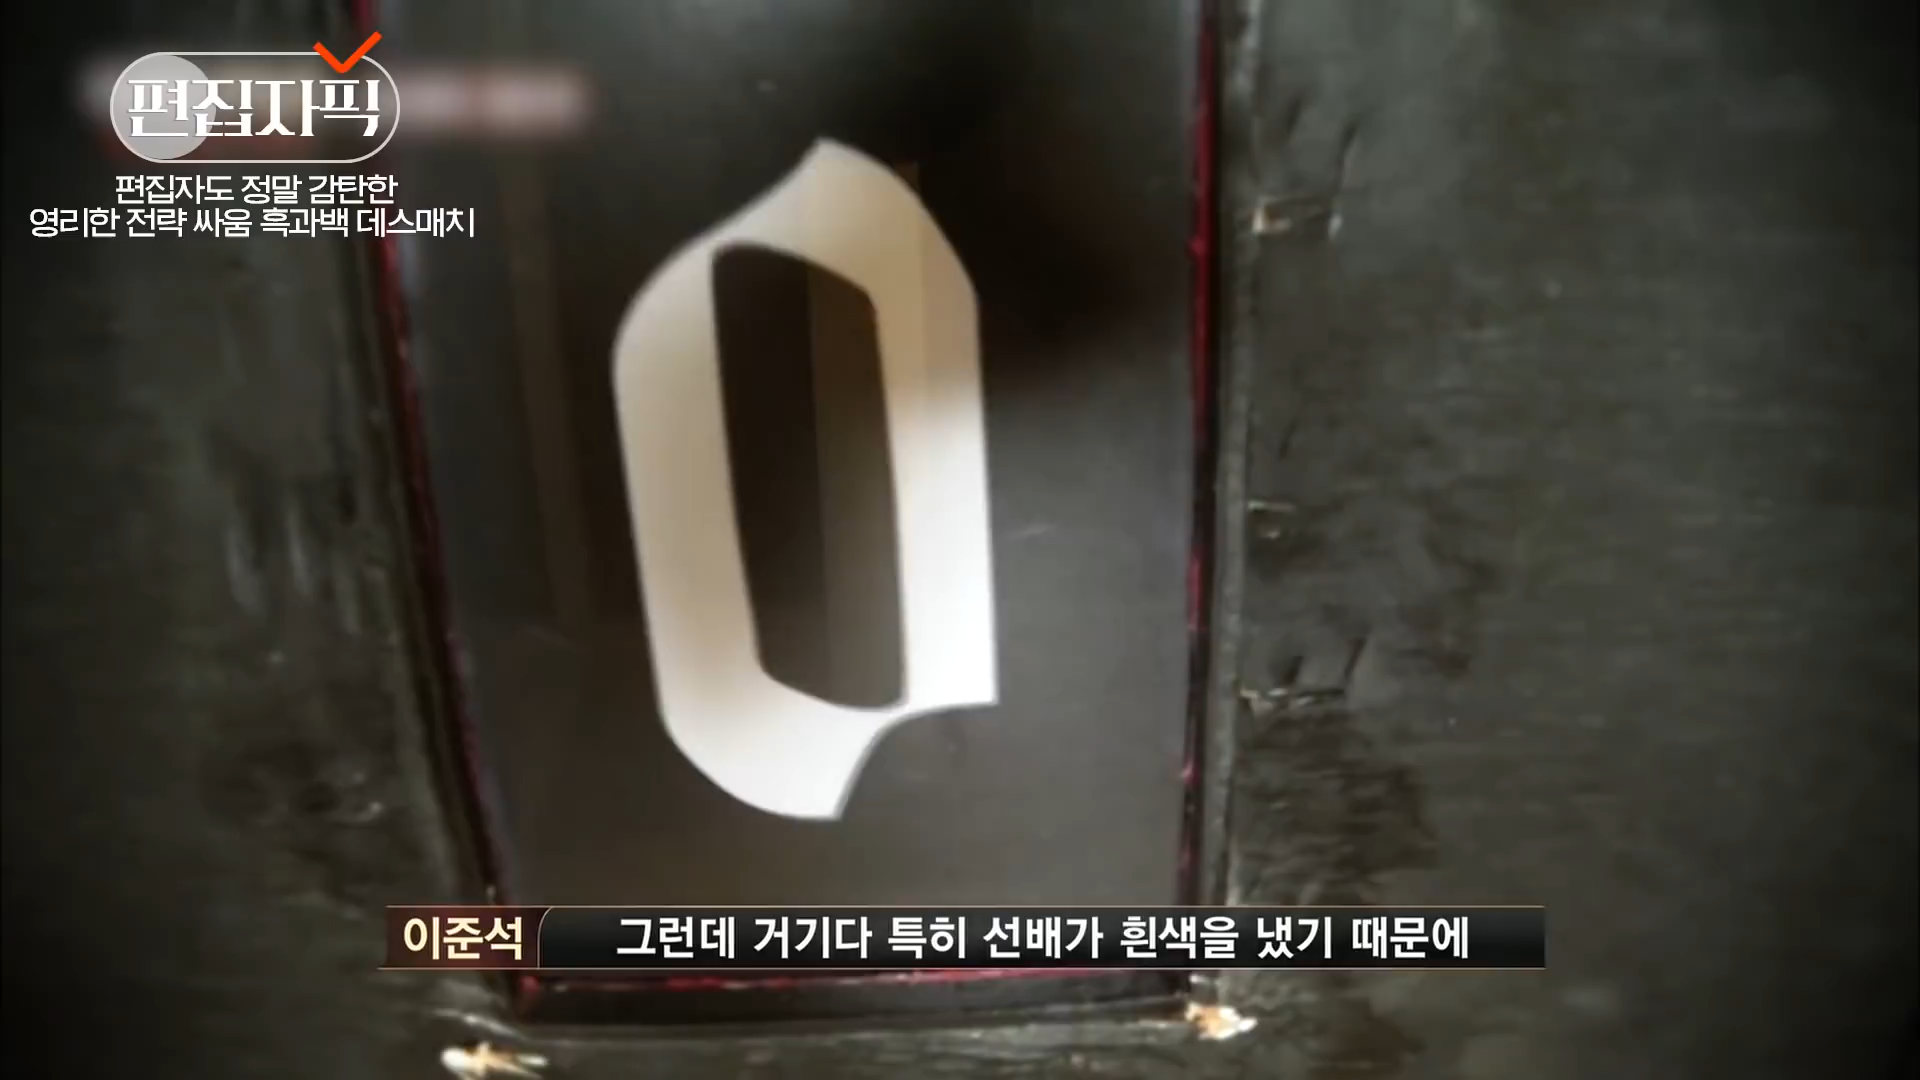 편집자픽
편집자도 정말 감탄한
영리한 전략 싸움 흑과백 데스매치
0
이준석 그런데 거기다 특히 선배가 흰색을 냈기 때문에